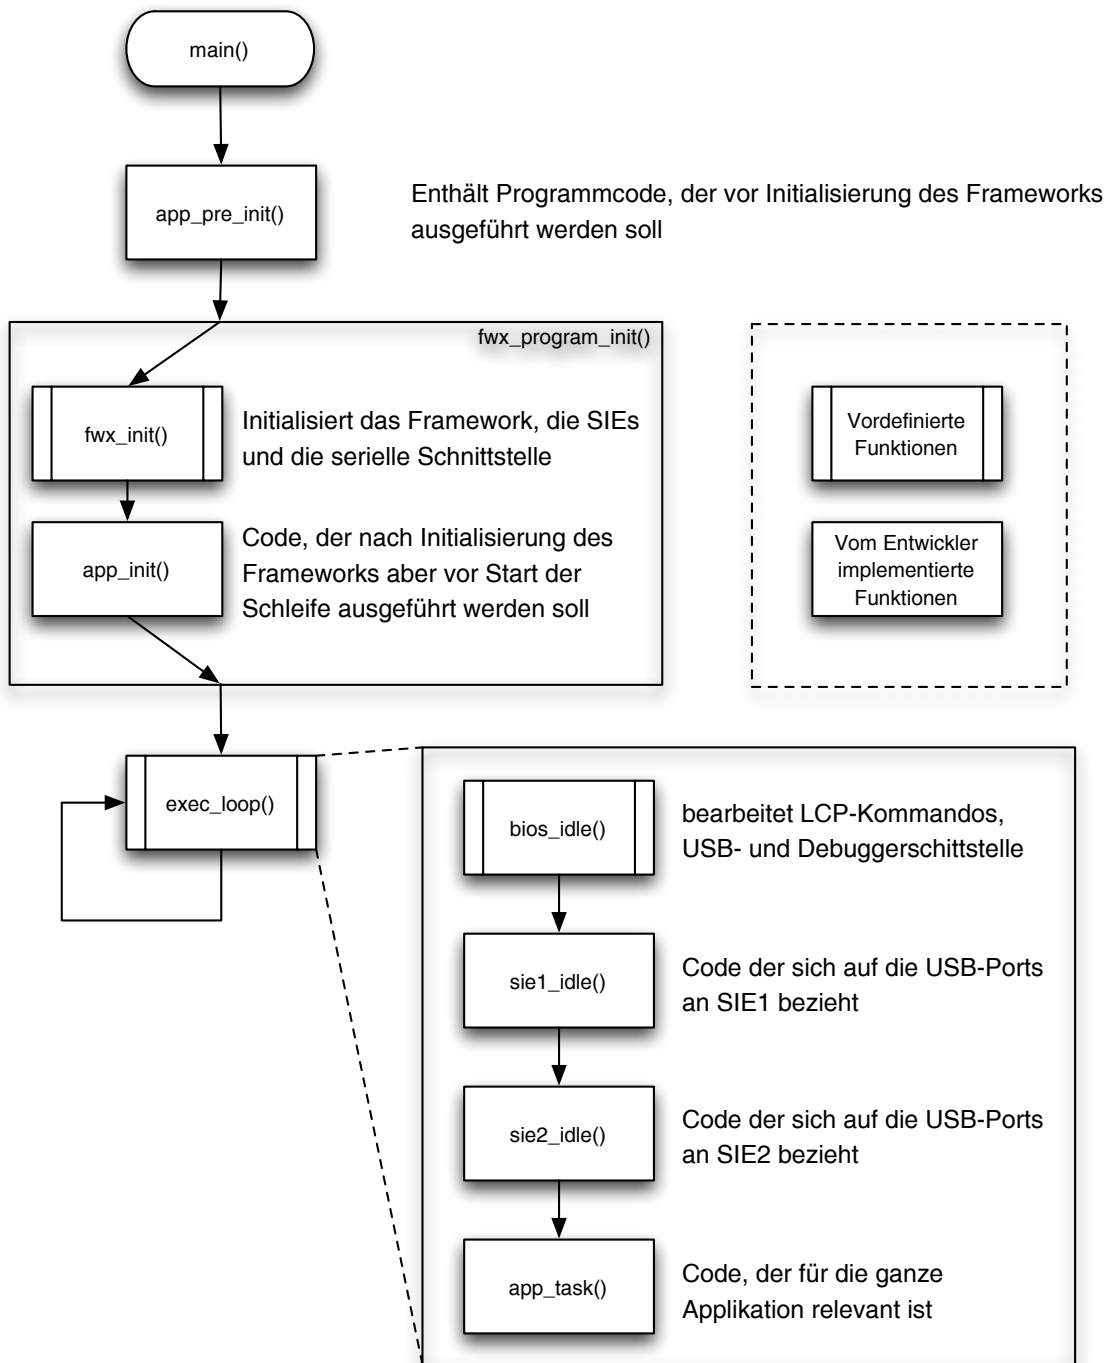 main()
app_pre_init()
Enthält Programmcode, der vor Initialisierung des Frameworks
ausgeführt werden soll
fwx_program_init()
fwx_init()
Initialisiert das Framework, die SIEs
und die serielle Schnittstelle
app_init()
Code, der nach Initialisierung des
Frameworks aber vor Start der
Schleife ausgeführt werden soll
Vordefinierte
Funktionen
Vom Entwickler
implementierte
Funktionen
exec_loop()
bios_idle()
bearbeitet LCP-Kommandos,
USB- und Debuggerschittstelle
sie1_idle()
Code der sich auf die USB-Ports
an SIE1 bezieht
sie2_idle()
Code der sich auf die USB-Ports
an SIE2 bezieht
app_task()
Code, der für die ganze
Applikation relevant ist